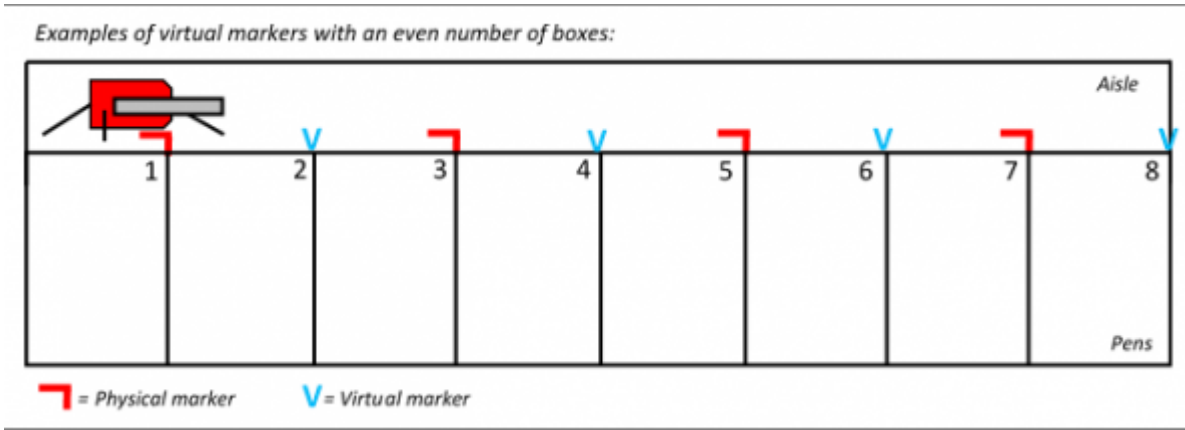 Examples of virtual markers with an even number of boxes:
Aisle
V V V V
1 2 3 4 5 6 7 8
Pens
= Physical marker V = Virtual marker